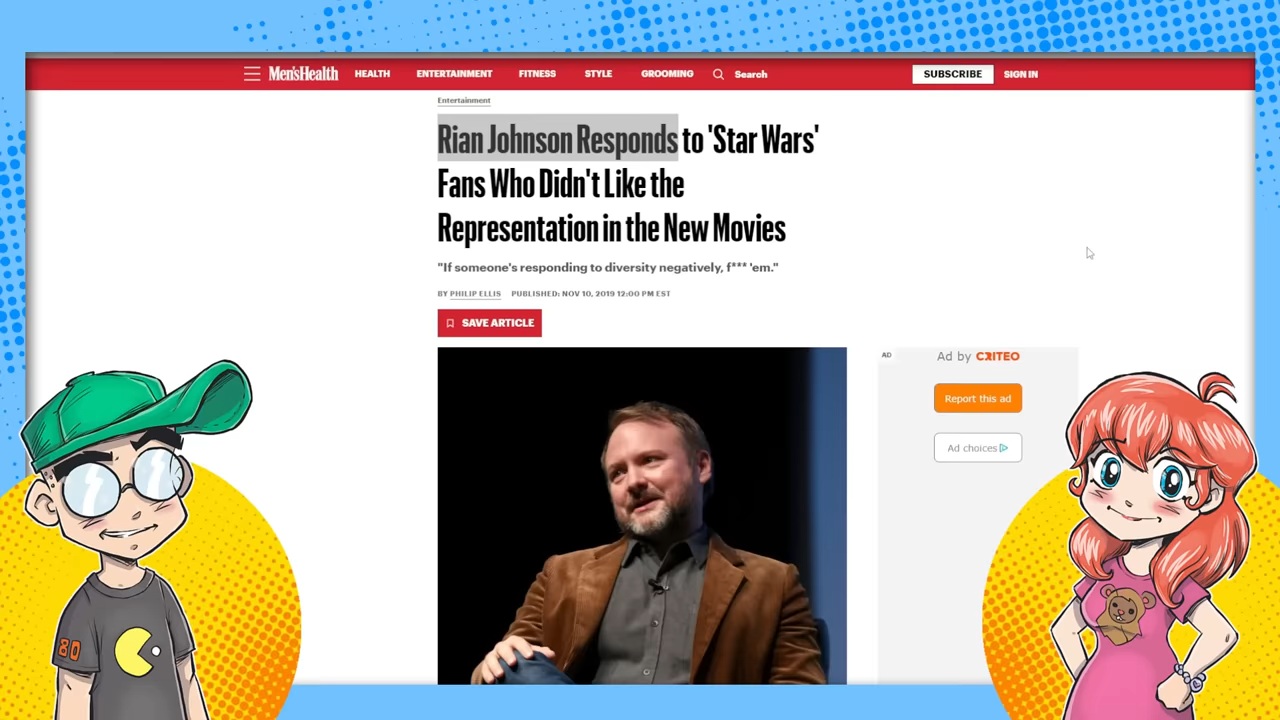 Men'sHealth HEALTH ENTERTAINMENT FITNESS STYLE GROOMING Search SUBSCRIBE SIGN IN
Entertainment
Rian Johnson Responds to 'Star Wars'
Fans Who Didn't Like the
Representation in the New Movies
"If someone's responding to diversity negatively, f*** 'em."
BY PHILIP ELLIS PUBLISHED: NOV 10, 2019 12:00 PM EST
SAVE ARTICLE
AD
Ad by CRITEO
Report this ad
Ad choices
80